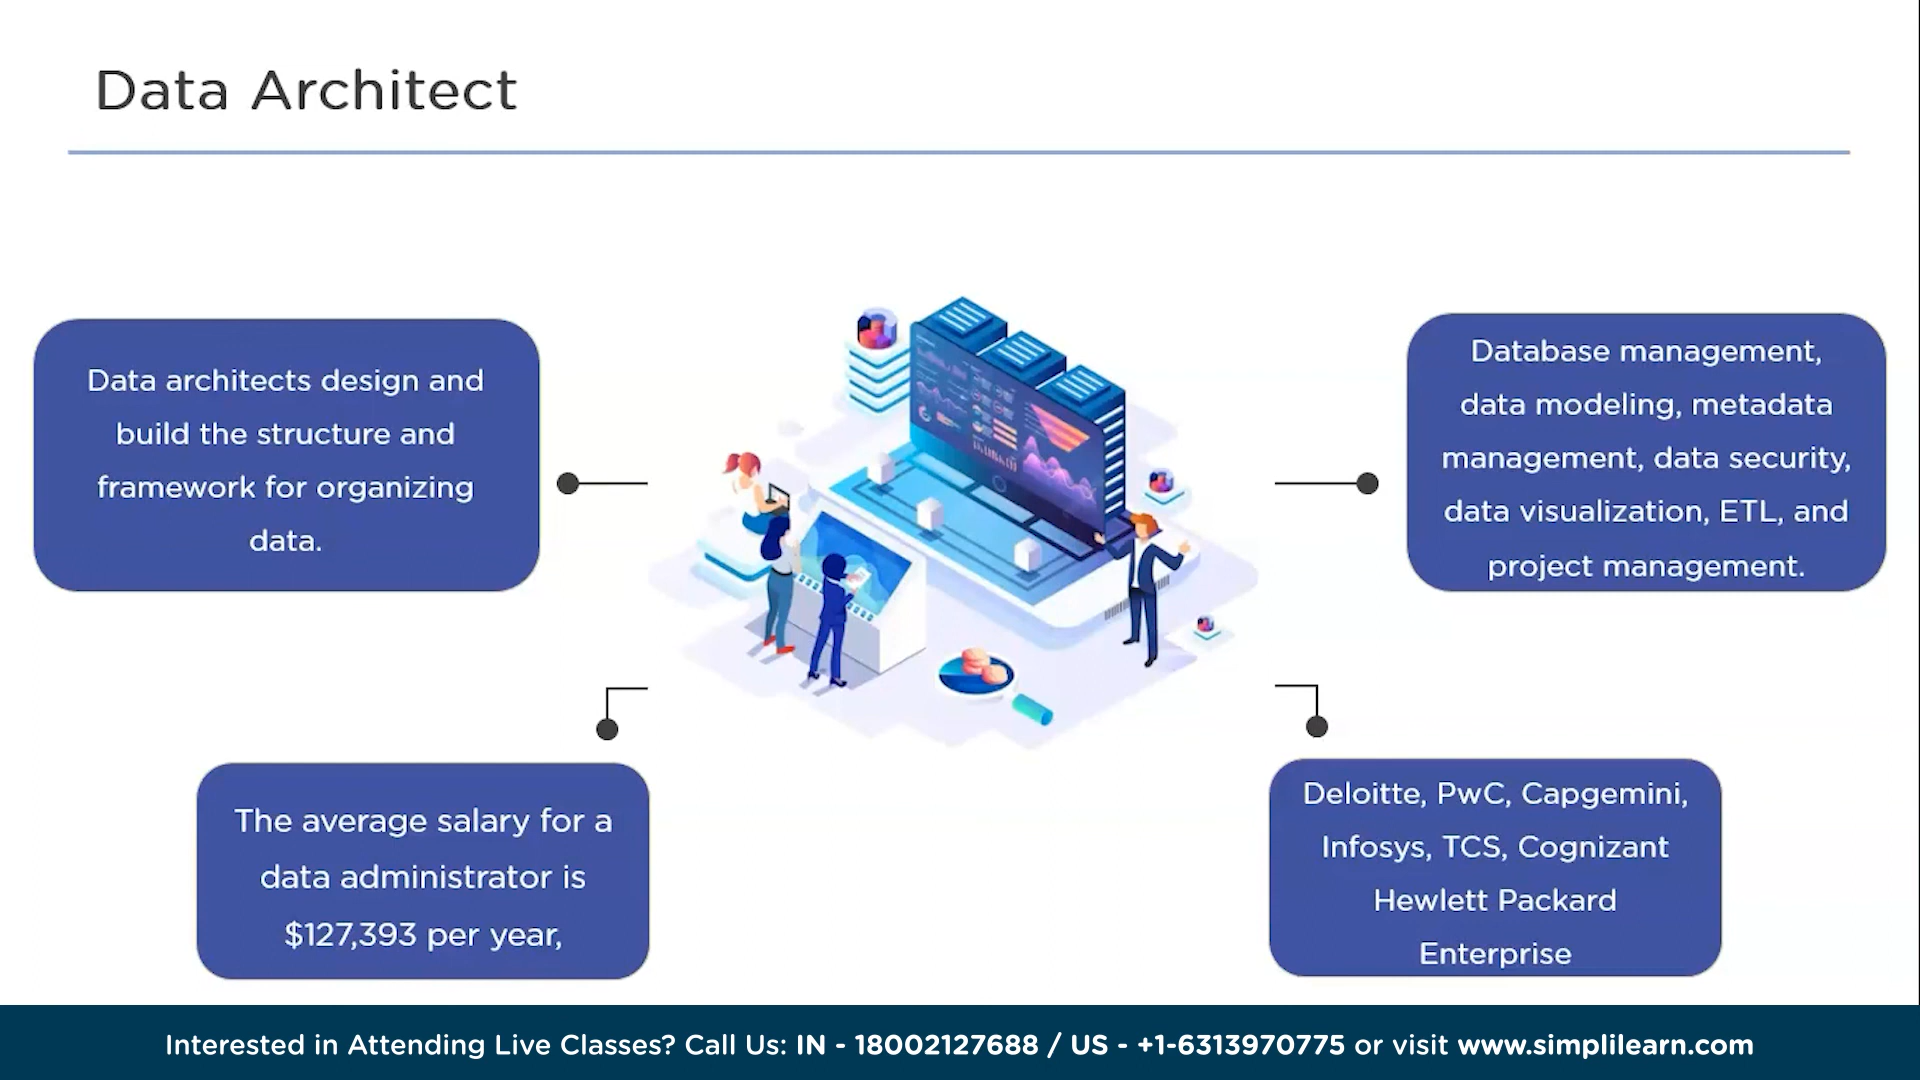 Data Architect
Data architects design and
build the structure and
framework for organizing
data.
Database management,
data modeling, metadata
management, data security,
data visualization, ETL, and
project management.
The average salary for a
data administrator is
$127,393 per year,
Deloitte, PwC, Capgemini,
Infosys, TCS, Cognizant
Hewlett Packard
Enterprise
Interested in Attending Live Classes? Call Us: IN - 18002127688 / US - +1-6313970775 or visit www.simplilearn.com